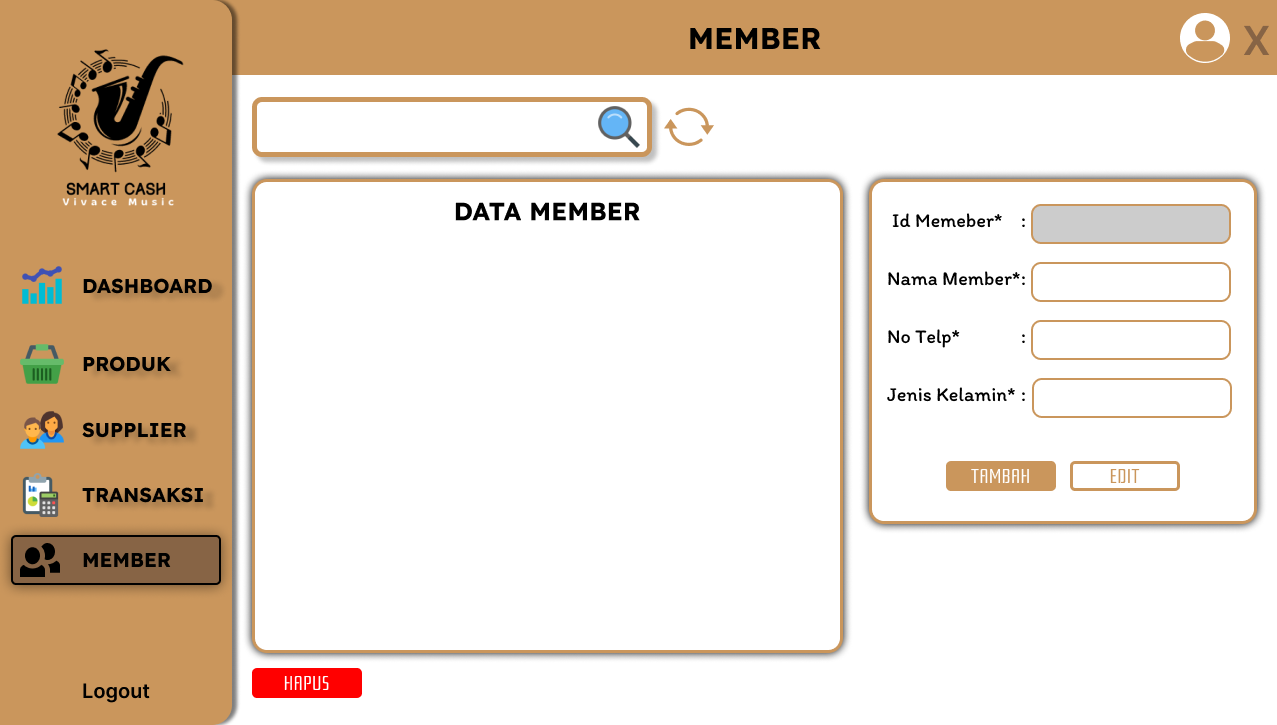 SMART CASH
Vivace Music
DASHBOARD
PRODUK
SUPPLIER
TRANSAKSI
MEMBER
Logout
MEMBER
X
DATA MEMBER
HAPUS
Id Memeber* :
Nama Member*:
No Telp* :
Jenis Kelamin* :
TAMBAH EDIT